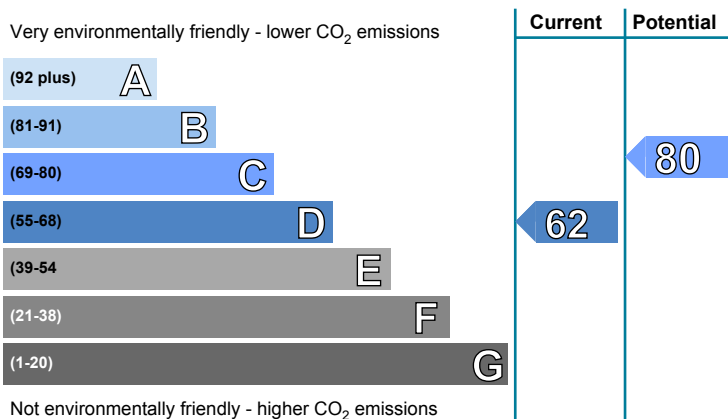 Current Potential
Very environmentally friendly - lower CO2 emissions
(92 plus) A
(81-91) B
(69-80) C
80
(55-68) D
62
(39-54 E
(21-38) F
(1-20) G
Not environmentally friendly - higher CO2 emissions